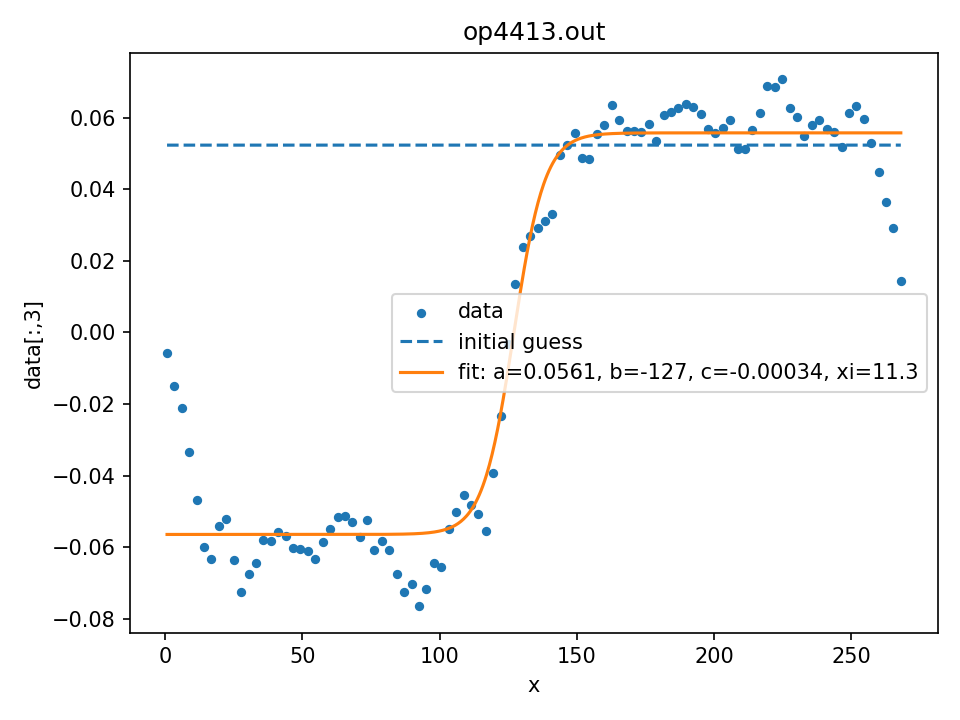 op4413.out
0.06
0.04
0.02
0.00
−0.02
−0.04
−0.06
−0.08
data[:,3]
data
initial guess
fit: a=0.0561, b=-127, c=-0.00034, xi=11.3
0 50 100 150 200 250
x